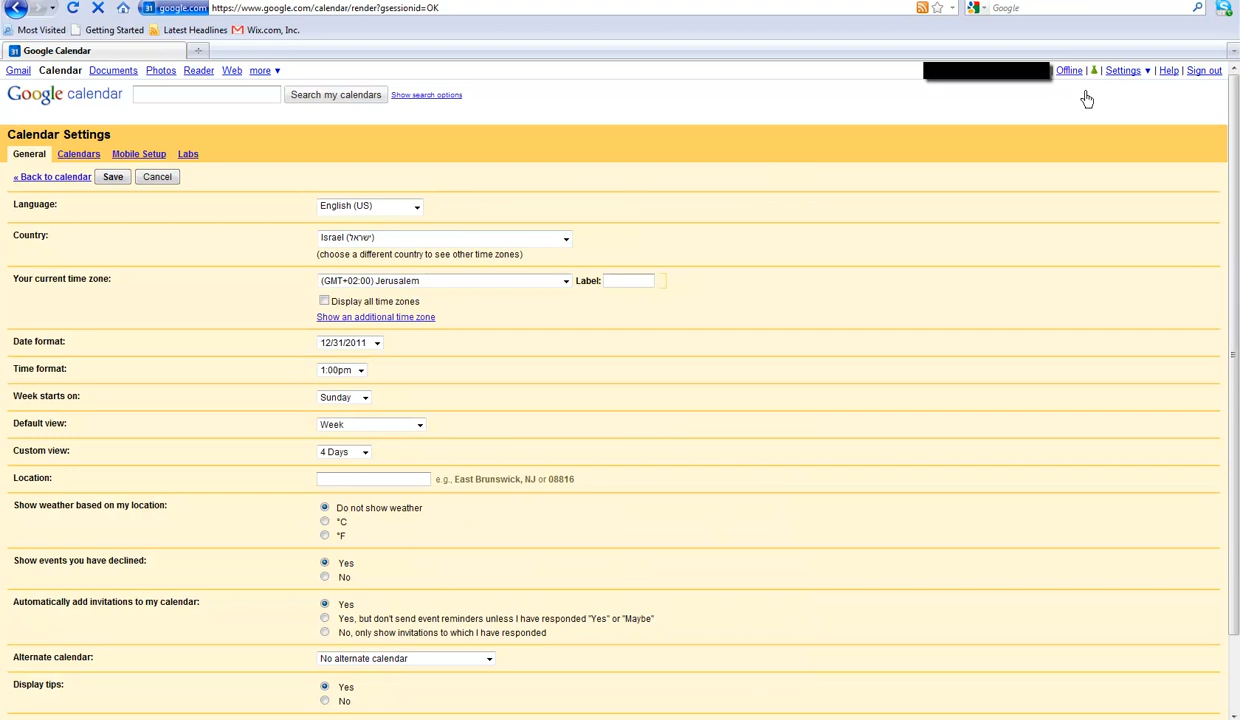 google.com https://www.google.com/calendar/render?gsessionid=OK Google
Most Visited Getting Started Latest Headlines Wix.com, Inc.
31 Google Calendar
Gmail Calendar Documents Photos Reader Web more ▼ Offline | | Settings ▼ | Help | Sign out
Google calendar Search my calendars Show search options
Calendar Settings
General Calendars Mobile Setup Labs
« Back to calendar Save Cancel
Language: English (US)
Country: Israel (ישראל)
(choose a different country to see other time zones)
Your current time zone: (GMT+02:00) Jerusalem Label:
Display all time zones
Show an additional time zone
Date format: 12/31/2011
Time format: 1:00pm
Week starts on: Sunday
Default view: Week
Custom view: 4 Days
Location: e.g., East Brunswick, NJ or 08816
Show weather based on my location: Do not show weather
°C
°F
Show events you have declined: Yes
No
Automatically add invitations to my calendar: Yes
Yes, but don't send event reminders unless I have responded "Yes" or "Maybe"
No, only show invitations to which I have responded
Alternate calendar: No alternate calendar
Display tips: Yes
No